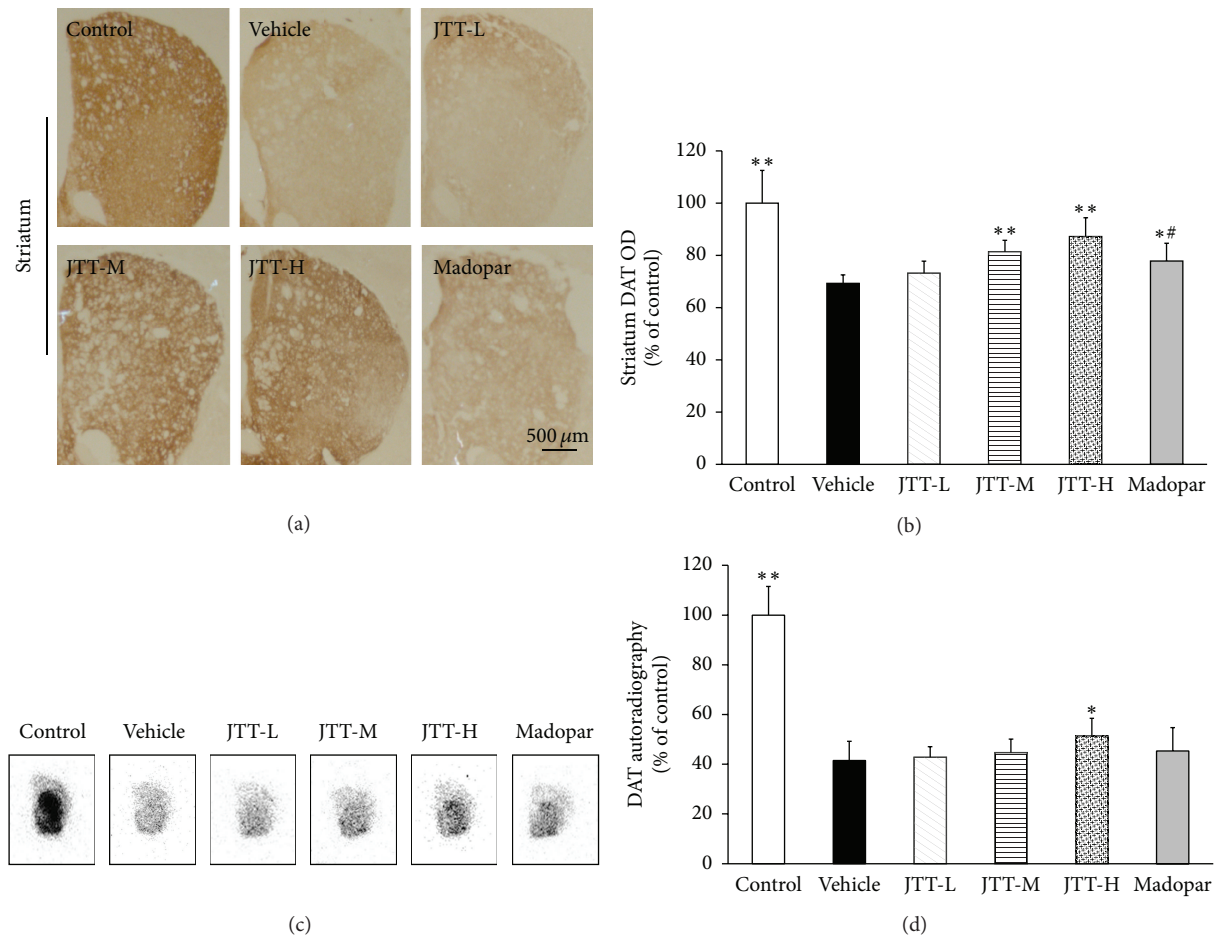 Control Vehicle JTT-L
Striatum
JTT-M JTT-H Madopar
500 μm
(a)
120
100
80
60
40
20
0
Striatum DAT OD
(% of control)
** ** ** *#
Control Vehicle JTT-L JTT-M JTT-H Madopar
(b)
Control Vehicle JTT-L JTT-M JTT-H Madopar
(c)
120
100
80
60
40
20
0
DAT autoradiography
(% of control)
** *
Control Vehicle JTT-L JTT-M JTT-H Madopar
(d)